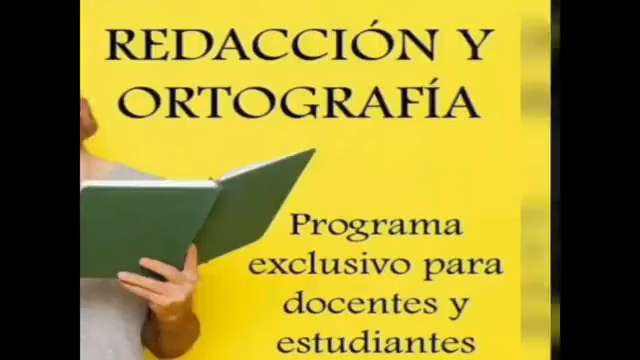 REDACCIÓN Y
ORTOGRAFÍA
Programa
exclusivo para
docentes y
estudiantes